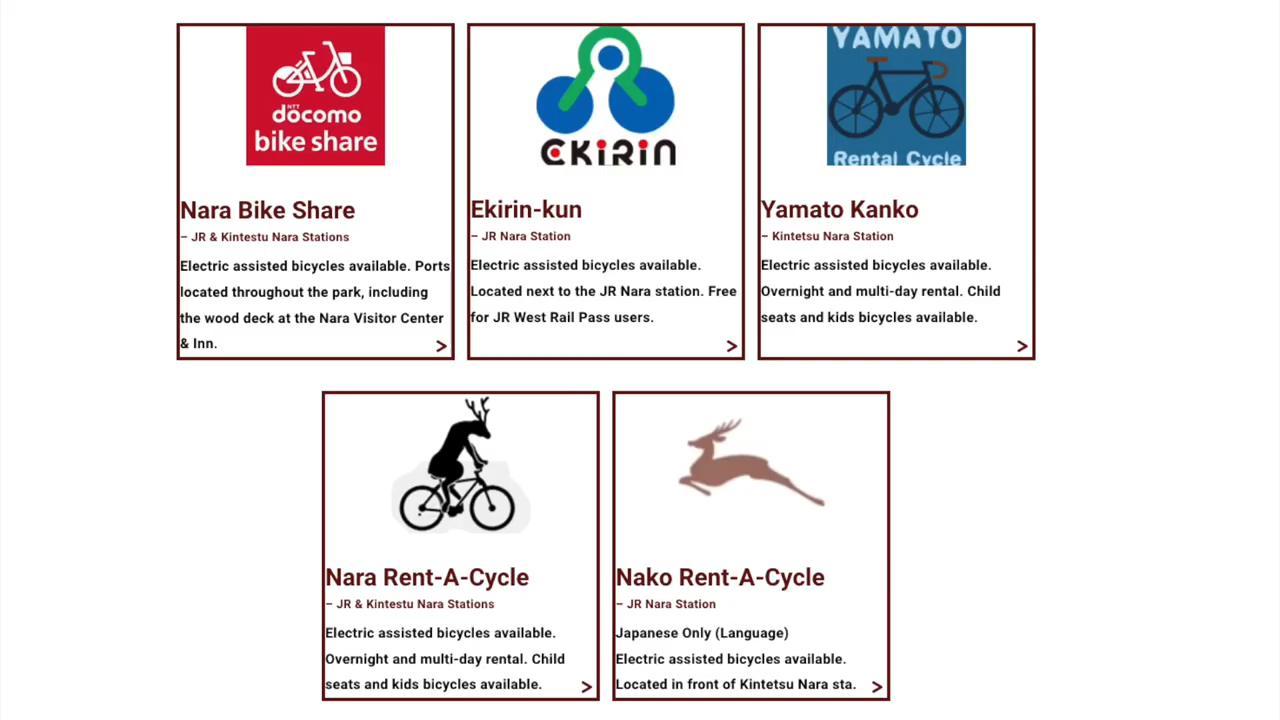 NTT
döcomo
bike share
Nara Bike Share
– JR & Kintestu Nara Stations
Electric assisted bicycles available. Ports
located throughout the park, including
the wood deck at the Nara Visitor Center
& Inn.
>
EKiRiN
Ekirin-kun
– JR Nara Station
Electric assisted bicycles available.
Located next to the JR Nara station. Free
for JR West Rail Pass users.
>
YAMATO
Rental Cycle
Yamato Kanko
– Kintetsu Nara Station
Electric assisted bicycles available.
Overnight and multi-day rental. Child
seats and kids bicycles available.
>
Nara Rent-A-Cycle
– JR & Kintestu Nara Stations
Electric assisted bicycles available.
Overnight and multi-day rental. Child
seats and kids bicycles available.
>
Nako Rent-A-Cycle
– JR Nara Station
Japanese Only (Language)
Electric assisted bicycles available.
Located in front of Kintetsu Nara sta.
>